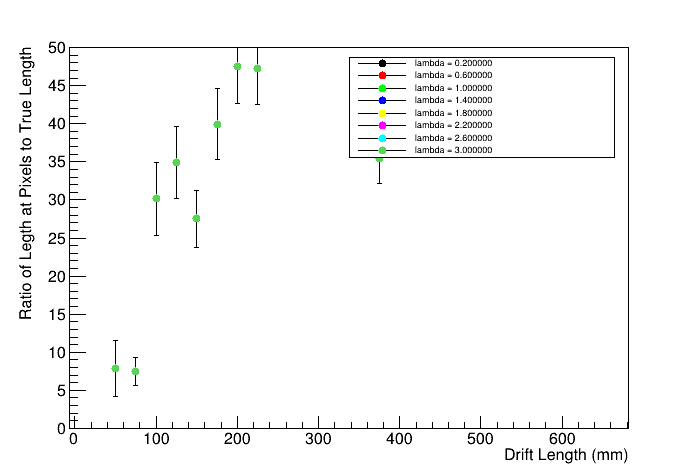 Ratio of Legth at Pixels to True Length
50
45
40
35
30
25
20
15
10
5
0
lambda = 0.200000
lambda = 0.600000
lambda = 1.000000
lambda = 1.400000
lambda = 1.800000
lambda = 2.200000
lambda = 2.600000
lambda = 3.000000
0 100 200 300 400 500 600
Drift Length (mm)